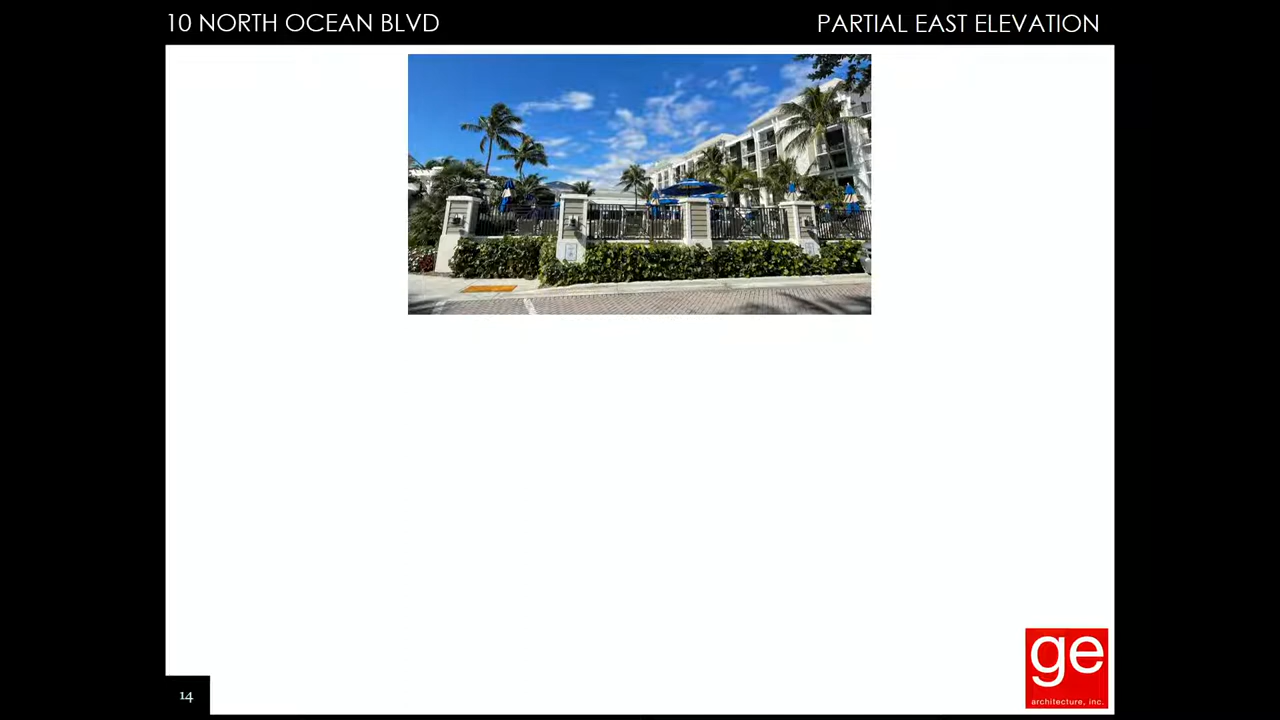 10 NORTH OCEAN BLVD
PARTIAL EAST ELEVATION
14
ge
architecture, inc.